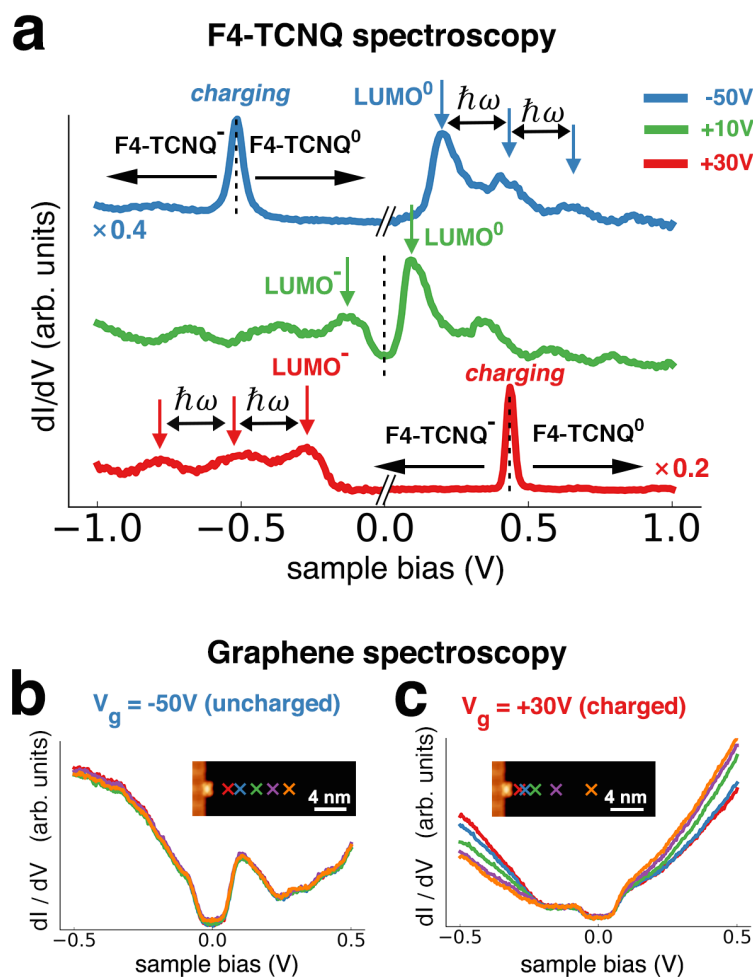 a
F4-TCNQ spectroscopy
charging
LUMO⁰
ħω
ħω
-50V
+10V
+30V
F4-TCNQ⁻
F4-TCNQ⁰
×0.4
LUMO⁰
LUMO⁻
LUMO⁻
charging
ħω
ħω
F4-TCNQ⁻
F4-TCNQ⁰
×0.2
dI/dV (arb. units)
−1.0
−0.5
0.0
0.5
1.0
sample bias (V)
Graphene spectroscopy
b
V_g = -50V (uncharged)
4 nm
dI / dV (arb. units)
−0.5
0.0
0.5
sample bias (V)
c
V_g = +30V (charged)
4 nm
dI / dV (arb. units)
−0.5
0.0
0.5
sample bias (V)